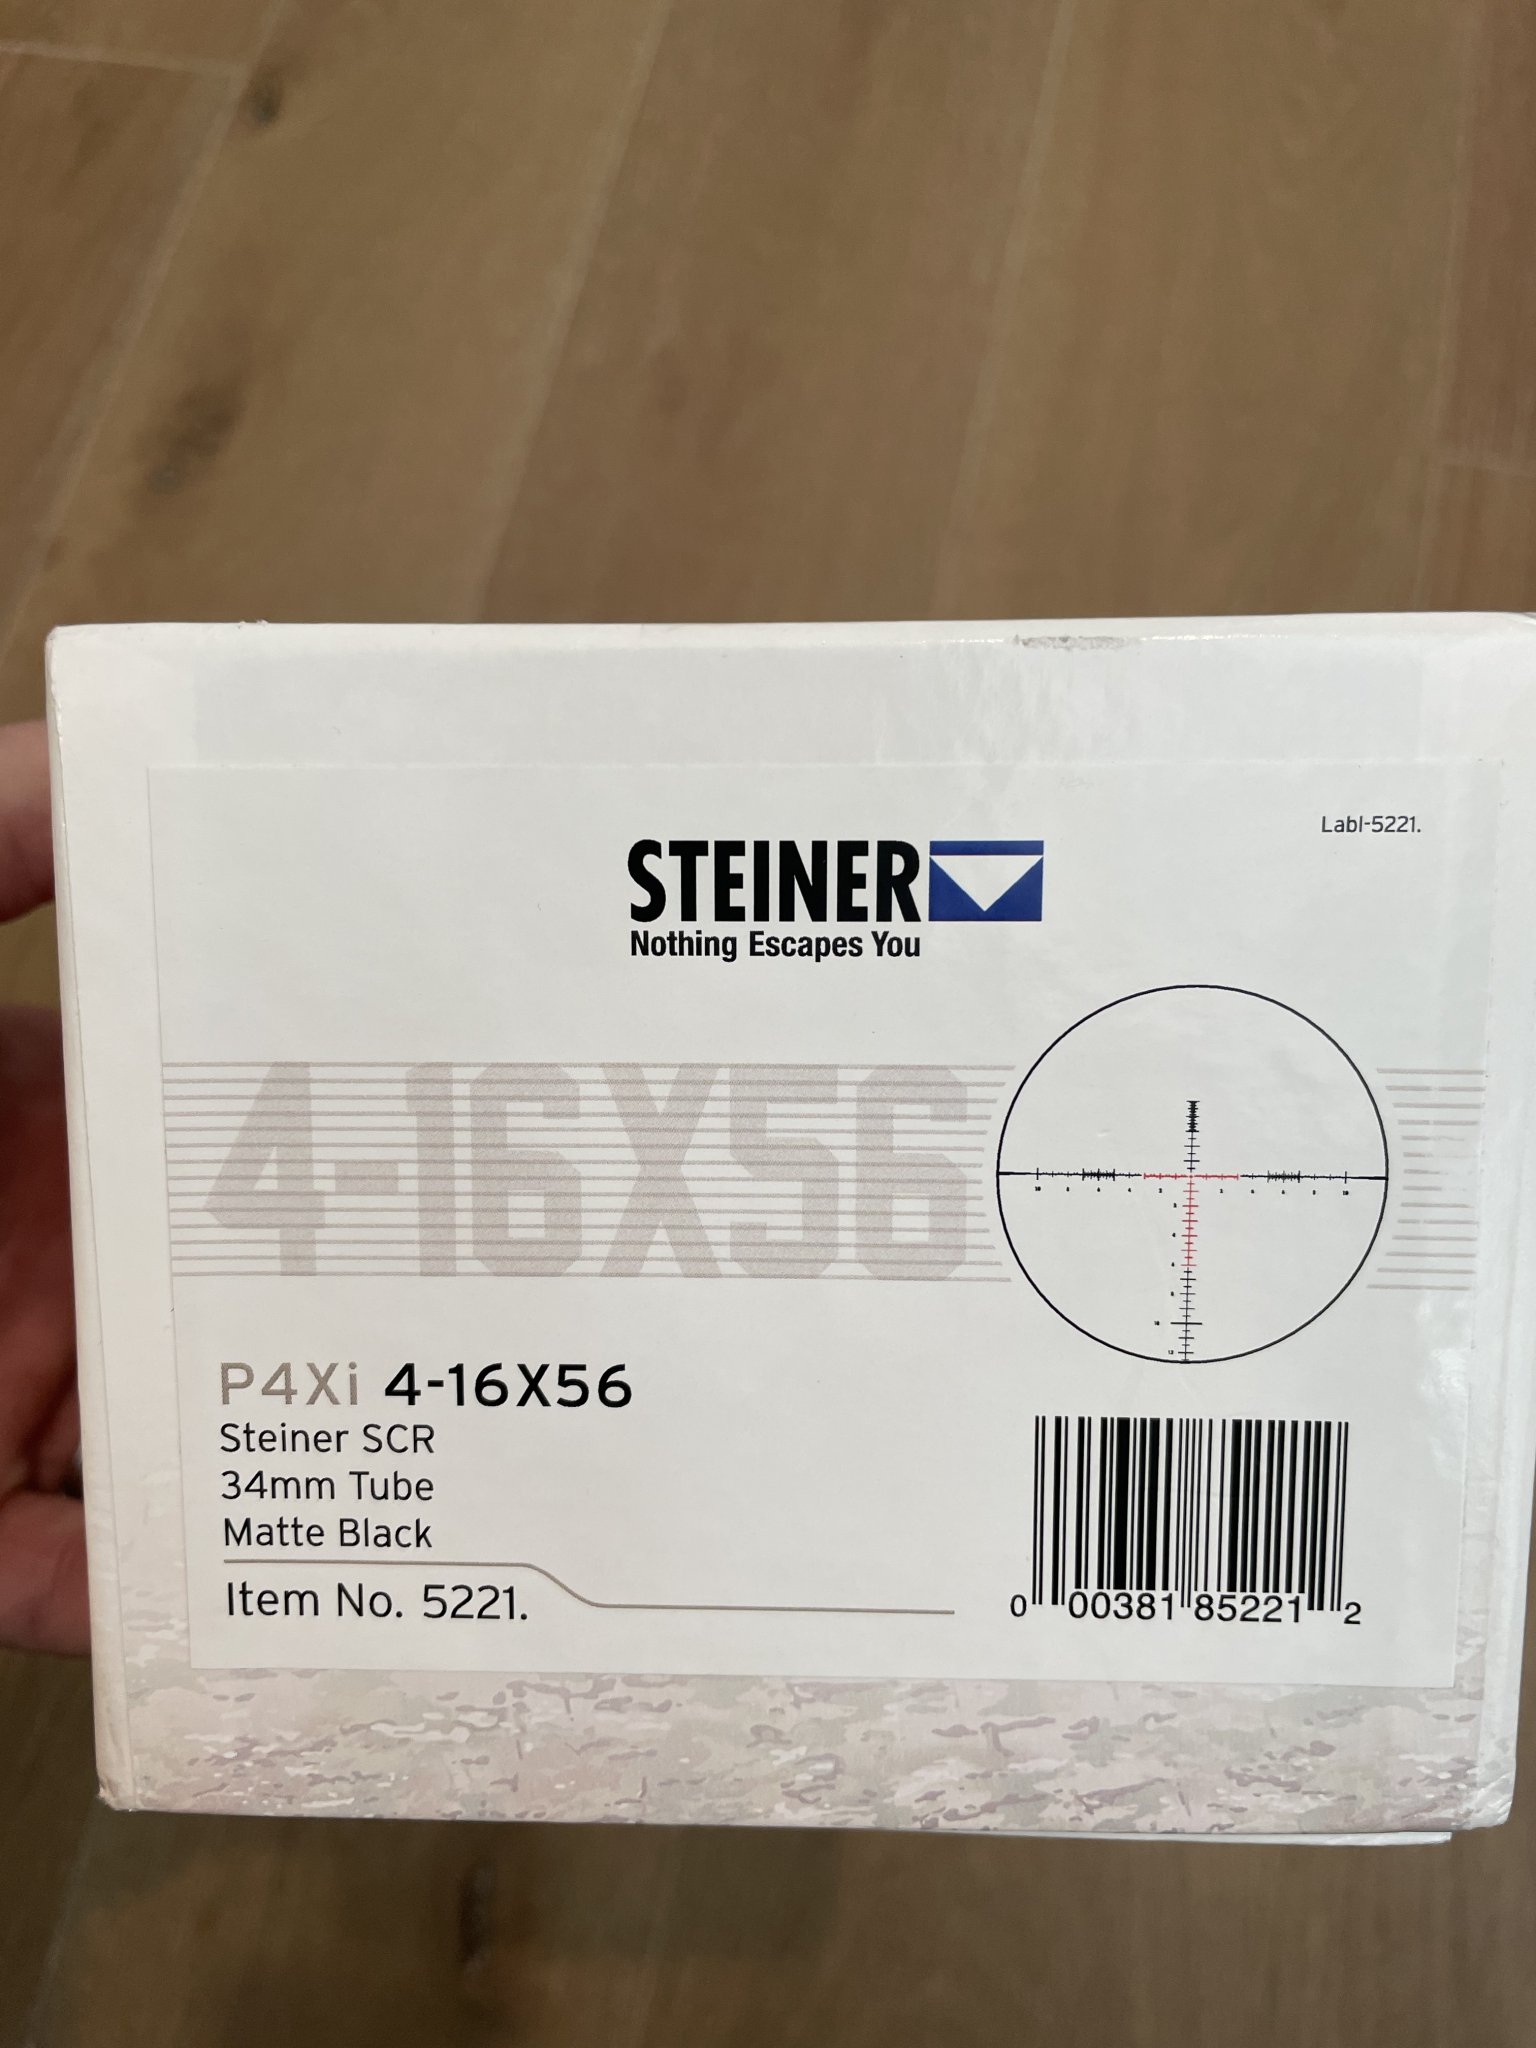 Labl-5221.
STEINER
Nothing Escapes You
4-16X56
P4Xi 4-16X56
Steiner SCR
34mm Tube
Matte Black
Item No. 5221.
0 00381 85221 2